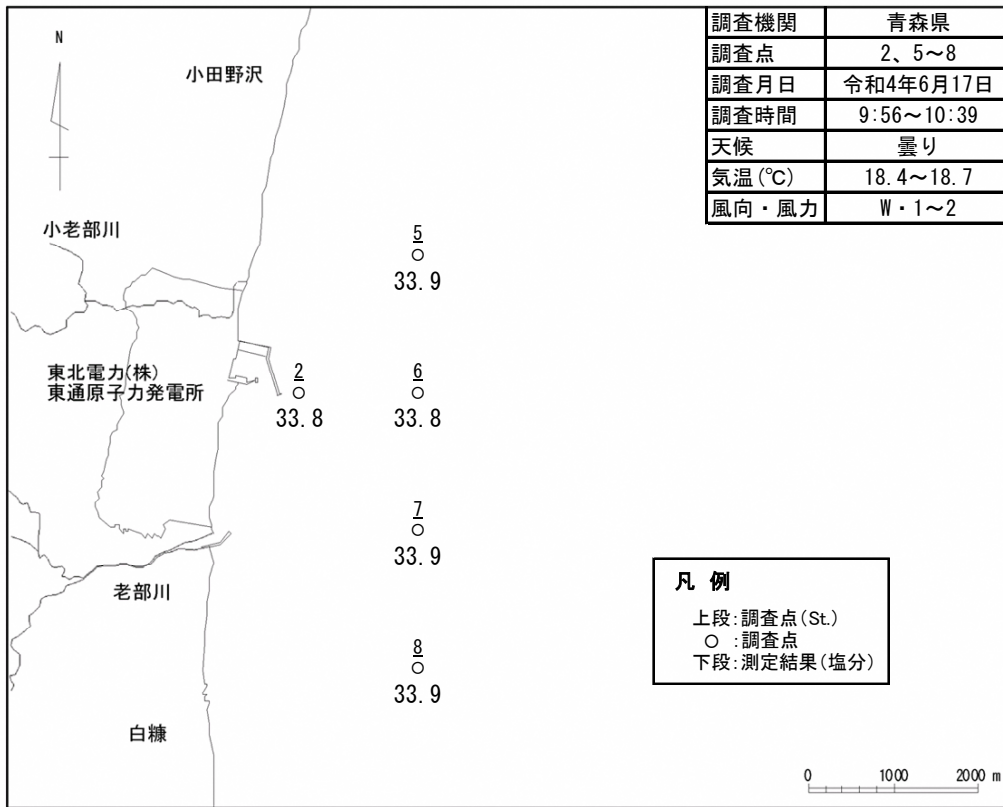 調査機関 青森県
調査点 2、5～8
調査月日 令和4年6月17日
調査時間 9:56～10:39
天候 曇り
気温(℃) 18.4～18.7
風向・風力 W・1～2
N
小田野沢
小老部川
5
33.9
東北電力(株)
東通原子力発電所
2
33.8
6
33.8
7
33.9
老部川
8
33.9
白糠
凡 例
上段:調査点(St.)
○ :調査点
下段:測定結果(塩分)
0 1000 2000 m